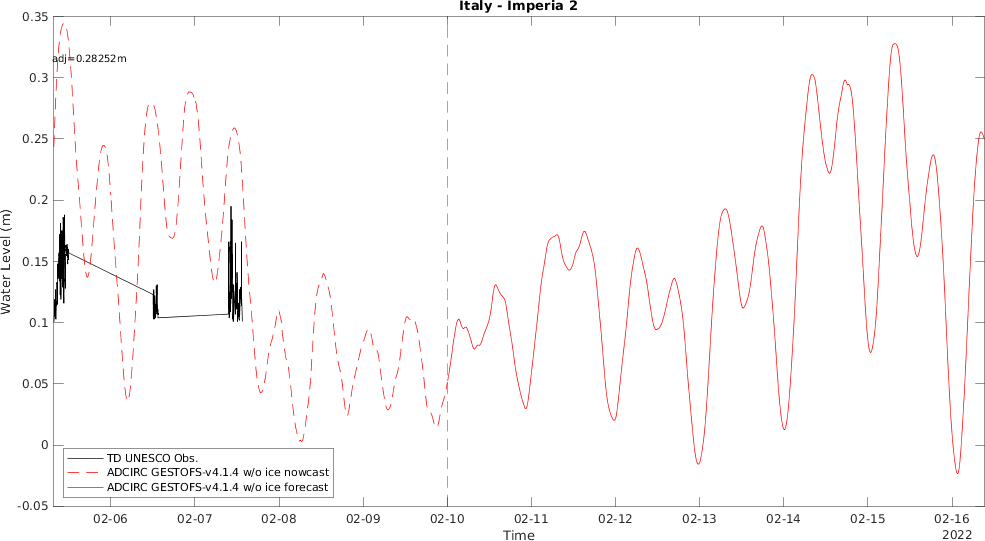 Italy - Imperia 2
adj=0.28252m
Water Level (m)
0.35
0.3
0.25
0.2
0.15
0.1
0.05
0
-0.05
TD UNESCO Obs.
ADCIRC GESTOFS-v4.1.4 w/o ice nowcast
ADCIRC GESTOFS-v4.1.4 w/o ice forecast
02-06 02-07 02-08 02-09 02-10 02-11 02-12 02-13 02-14 02-15 02-16
Time
2022